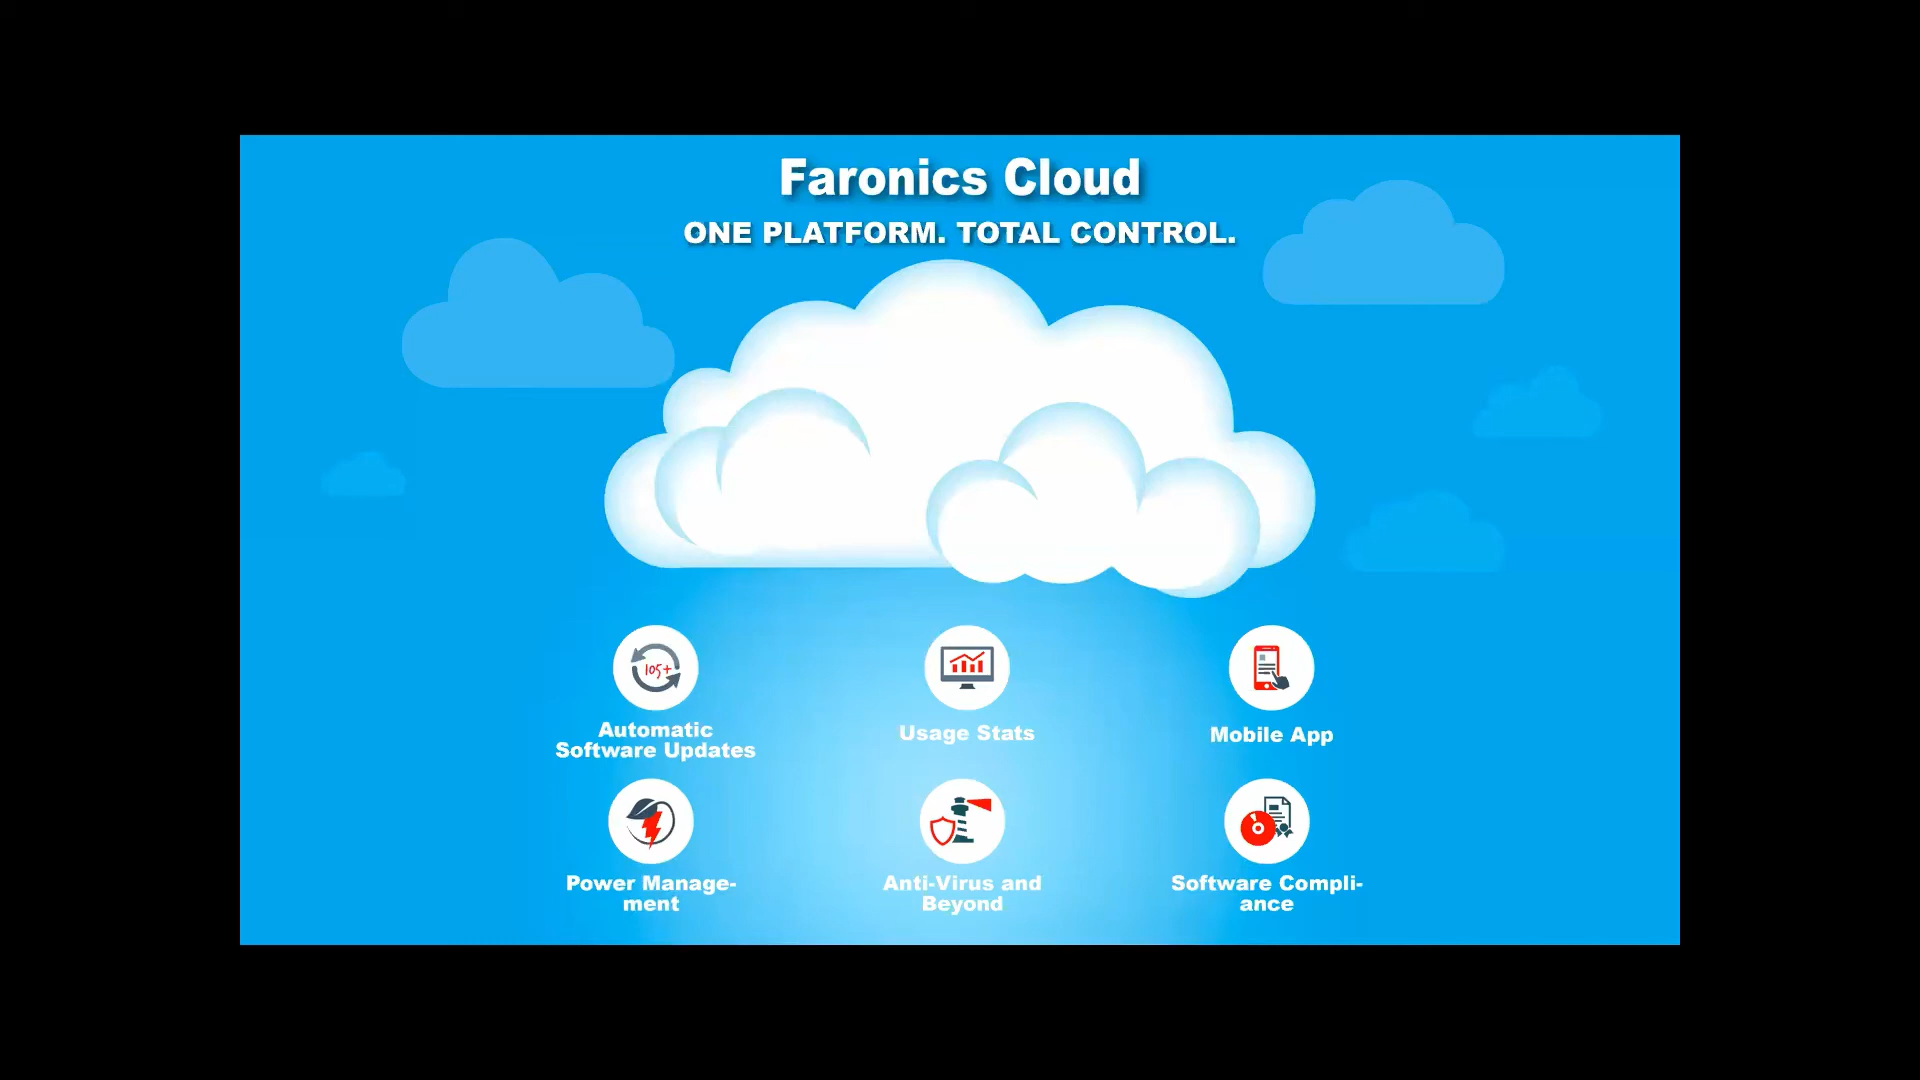 Faronics Cloud
ONE PLATFORM. TOTAL CONTROL.
105+
Automatic
Software Updates
Usage Stats
Mobile App
Power Manage-
ment
Anti-Virus and
Beyond
Software Compli-
ance